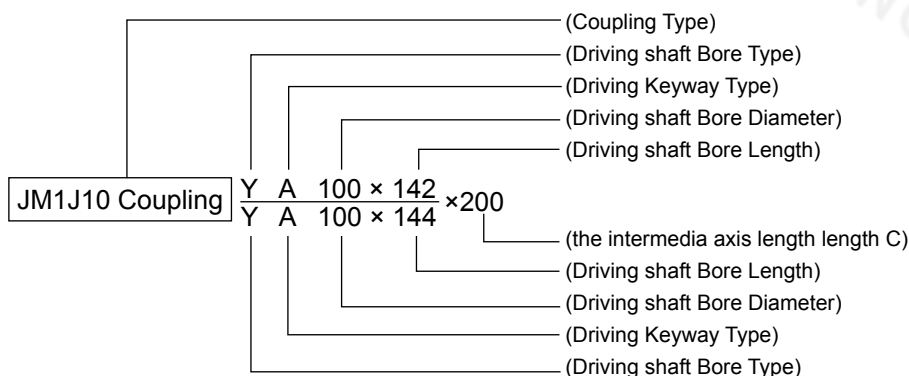 (Coupling Type)
(Driving shaft Bore Type)
(Driving Keyway Type)
(Driving shaft Bore Diameter)
(Driving shaft Bore Length)
JM1J10 Coupling
Y A 100 × 142
Y A 100 × 144
×200
(the intermedia axis length length C)
(Driving shaft Bore Length)
(Driving shaft Bore Diameter)
(Driving Keyway Type)
(Driving shaft Bore Type)